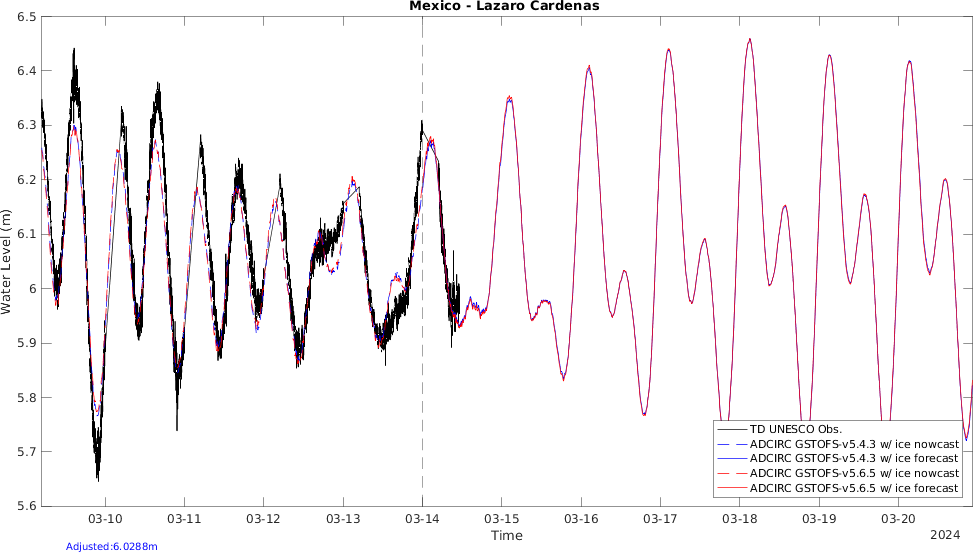 Mexico - Lazaro Cardenas
6.5
6.4
6.3
6.2
6.1
6
5.9
5.8
5.7
5.6
Water Level (m)
03-10 03-11 03-12 03-13 03-14 03-15 03-16 03-17 03-18 03-19 03-20
Time
2024
TD UNESCO Obs.
ADCIRC GSTOFS-v5.4.3 w/ ice nowcast
ADCIRC GSTOFS-v5.4.3 w/ ice forecast
ADCIRC GSTOFS-v5.6.5 w/ ice nowcast
ADCIRC GSTOFS-v5.6.5 w/ ice forecast
Adjusted:6.0288m